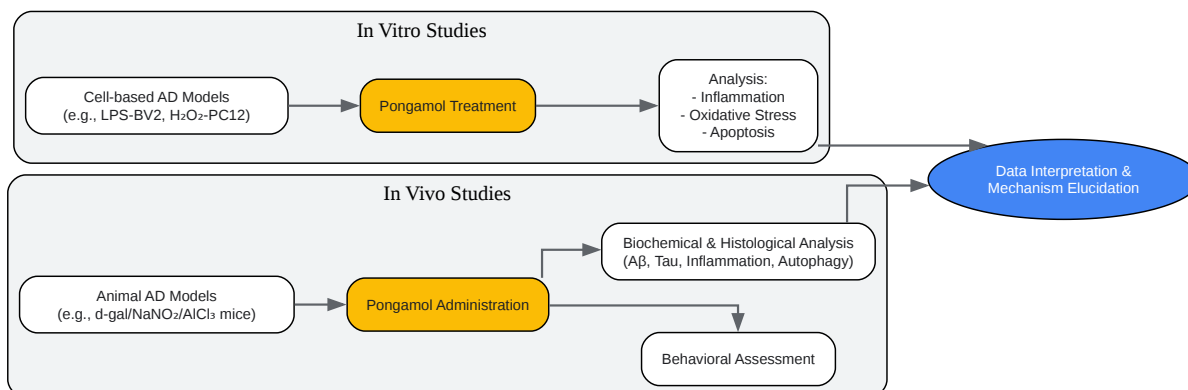 In Vitro Studies
Cell-based AD Models
(e.g., LPS-BV2, H₂O₂-PC12)
Pongamol Treatment
Analysis:
- Inflammation
- Oxidative Stress
- Apoptosis
Data Interpretation &
Mechanism Elucidation
In Vivo Studies
Biochemical & Histological Analysis
(Aβ, Tau, Inflammation, Autophagy)
Animal AD Models
(e.g., d-gal/NaNO₂/AlCl₃ mice)
Pongamol Administration
Behavioral Assessment